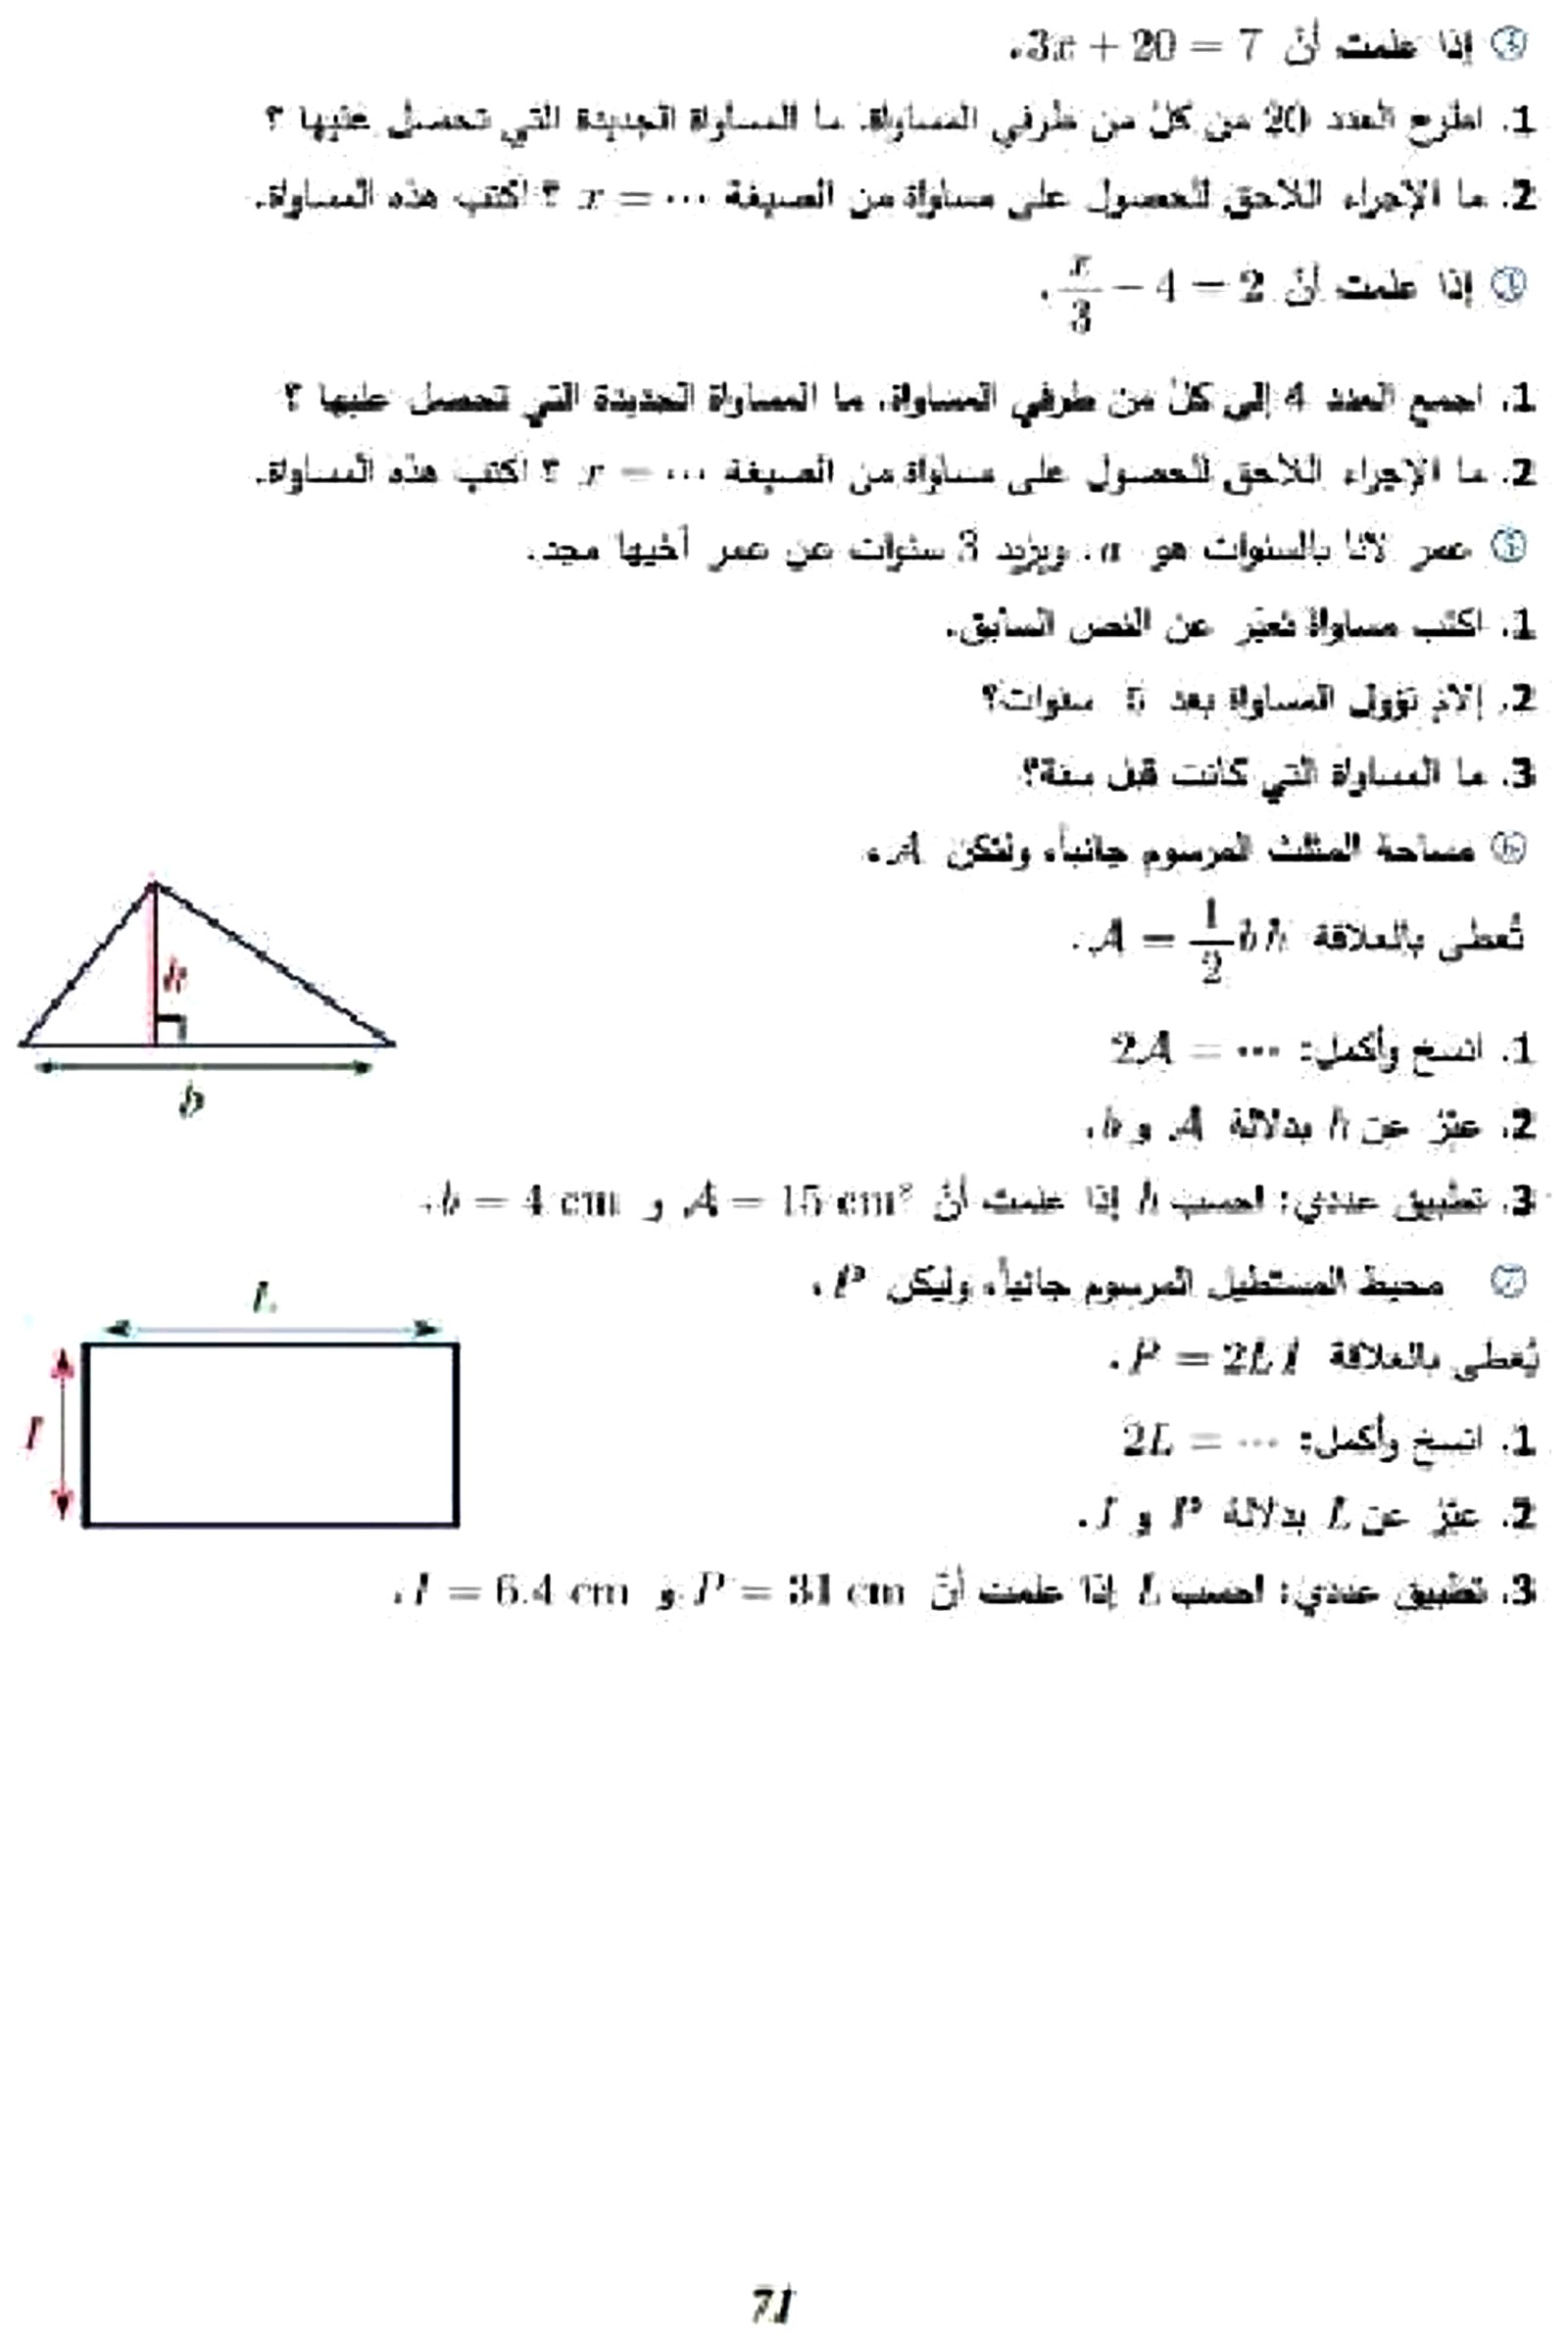 ③ إذا علمت أنّ 3x + 20 = 7،
1. اطرح العدد 20 من كلّ من طرفي المساواة. ما المساواة الجديدة التي تحصل عليها ؟
2. ما الإجراء اللاحق للحصول على مساواة من الصيغة x = ··· ؟ اكتب هذه المساواة.
④ إذا علمت أنّ x/3 − 4 = 2،
1. اجمع العدد 4 إلى كلّ من طرفي المساواة. ما المساواة الجديدة التي تحصل عليها ؟
2. ما الإجراء اللاحق للحصول على مساواة من الصيغة x = ··· ؟ اكتب هذه المساواة.
⑤ عمر لانا بالسنوات هو a، ويزيد 3 سنوات عن عمر أخيها مجد.
1. اكتب مساواة تعبّر عن النص السابق.
2. إلامَ تؤول المساواة بعد 5 سنوات؟
3. ما المساواة التي كانت قبل سنة؟
⑥ مساحة المثلث المرسوم جانباً، ولتكن A،
تُعطى بالعلاقة A = 1/2 bh.
h
b
1. انسخ وأكمل: 2A = ···
2. عبّرْ عن h بدلالة A و b.
3. تطبيق عددي: احسب h إذا علمت أنّ A = 15 cm² و b = 4 cm.
⑦ محيط المستطيل المرسوم جانباً، وليكن P،
L
يُعطى بالعلاقة P = 2L l.
l
1. انسخ وأكمل: 2L = ···
2. عبّرْ عن L بدلالة P و l.
3. تطبيق عددي: احسب L إذا علمت أنّ P = 31 cm و l = 6.4 cm.
71